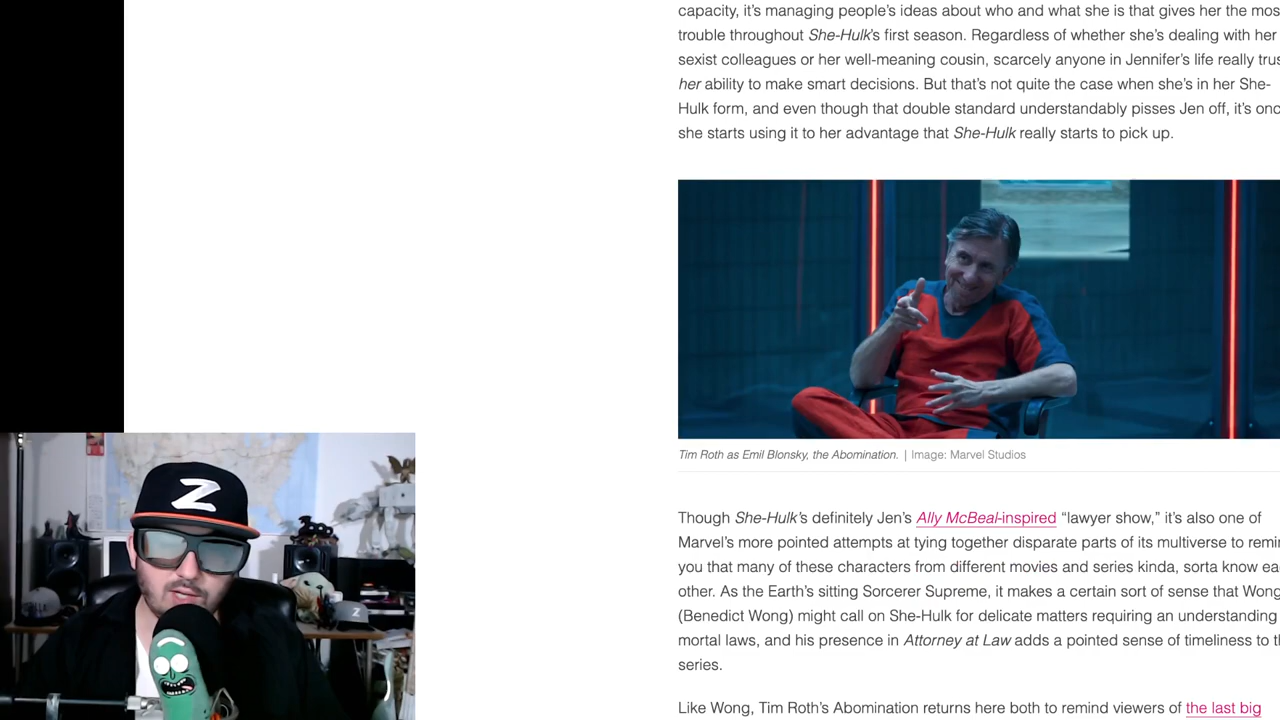 capacity, it’s managing people’s ideas about who and what she is that gives her the mos
trouble throughout She-Hulk’s first season. Regardless of whether she’s dealing with her
sexist colleagues or her well-meaning cousin, scarcely anyone in Jennifer’s life really trus
her ability to make smart decisions. But that’s not quite the case when she’s in her She-
Hulk form, and even though that double standard understandably pisses Jen off, it’s onc
she starts using it to her advantage that She-Hulk really starts to pick up.
Tim Roth as Emil Blonsky, the Abomination. | Image: Marvel Studios
Though She-Hulk’s definitely Jen’s Ally McBeal-inspired “lawyer show,” it’s also one of
Marvel’s more pointed attempts at tying together disparate parts of its multiverse to remin
you that many of these characters from different movies and series kinda, sorta know ea
other. As the Earth’s sitting Sorcerer Supreme, it makes a certain sort of sense that Wong
(Benedict Wong) might call on She-Hulk for delicate matters requiring an understanding
mortal laws, and his presence in Attorney at Law adds a pointed sense of timeliness to th
series.
Like Wong, Tim Roth’s Abomination returns here both to remind viewers of the last big
Z
Z